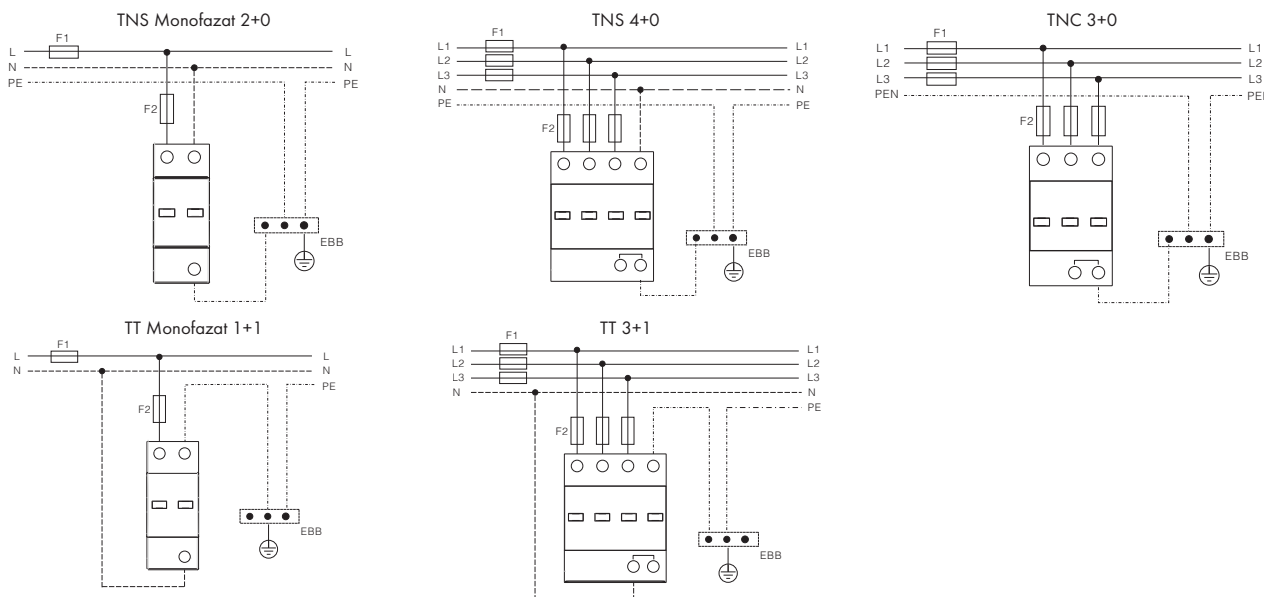 TNS Monofazat 2+0
F1
L L
N N
PE PE
F2
EBB
TNS 4+0
F1
L1 L1
L2 L2
L3 L3
N N
PE PE
F2
EBB
TNC 3+0
F1
L1 L1
L2 L2
L3 L3
PEN PEN
F2
EBB
TT Monofazat 1+1
F1
L L
N N
PE
F2
EBB
TT 3+1
F1
L1 L1
L2 L2
L3 L3
N N
PE
F2
EBB